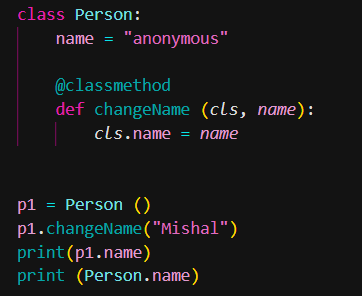 class Person:
    name = "anonymous"

    @classmethod
    def changeName (cls, name):
        cls.name = name


p1 = Person ()
p1.changeName("Mishal")
print(p1.name)
print (Person.name)